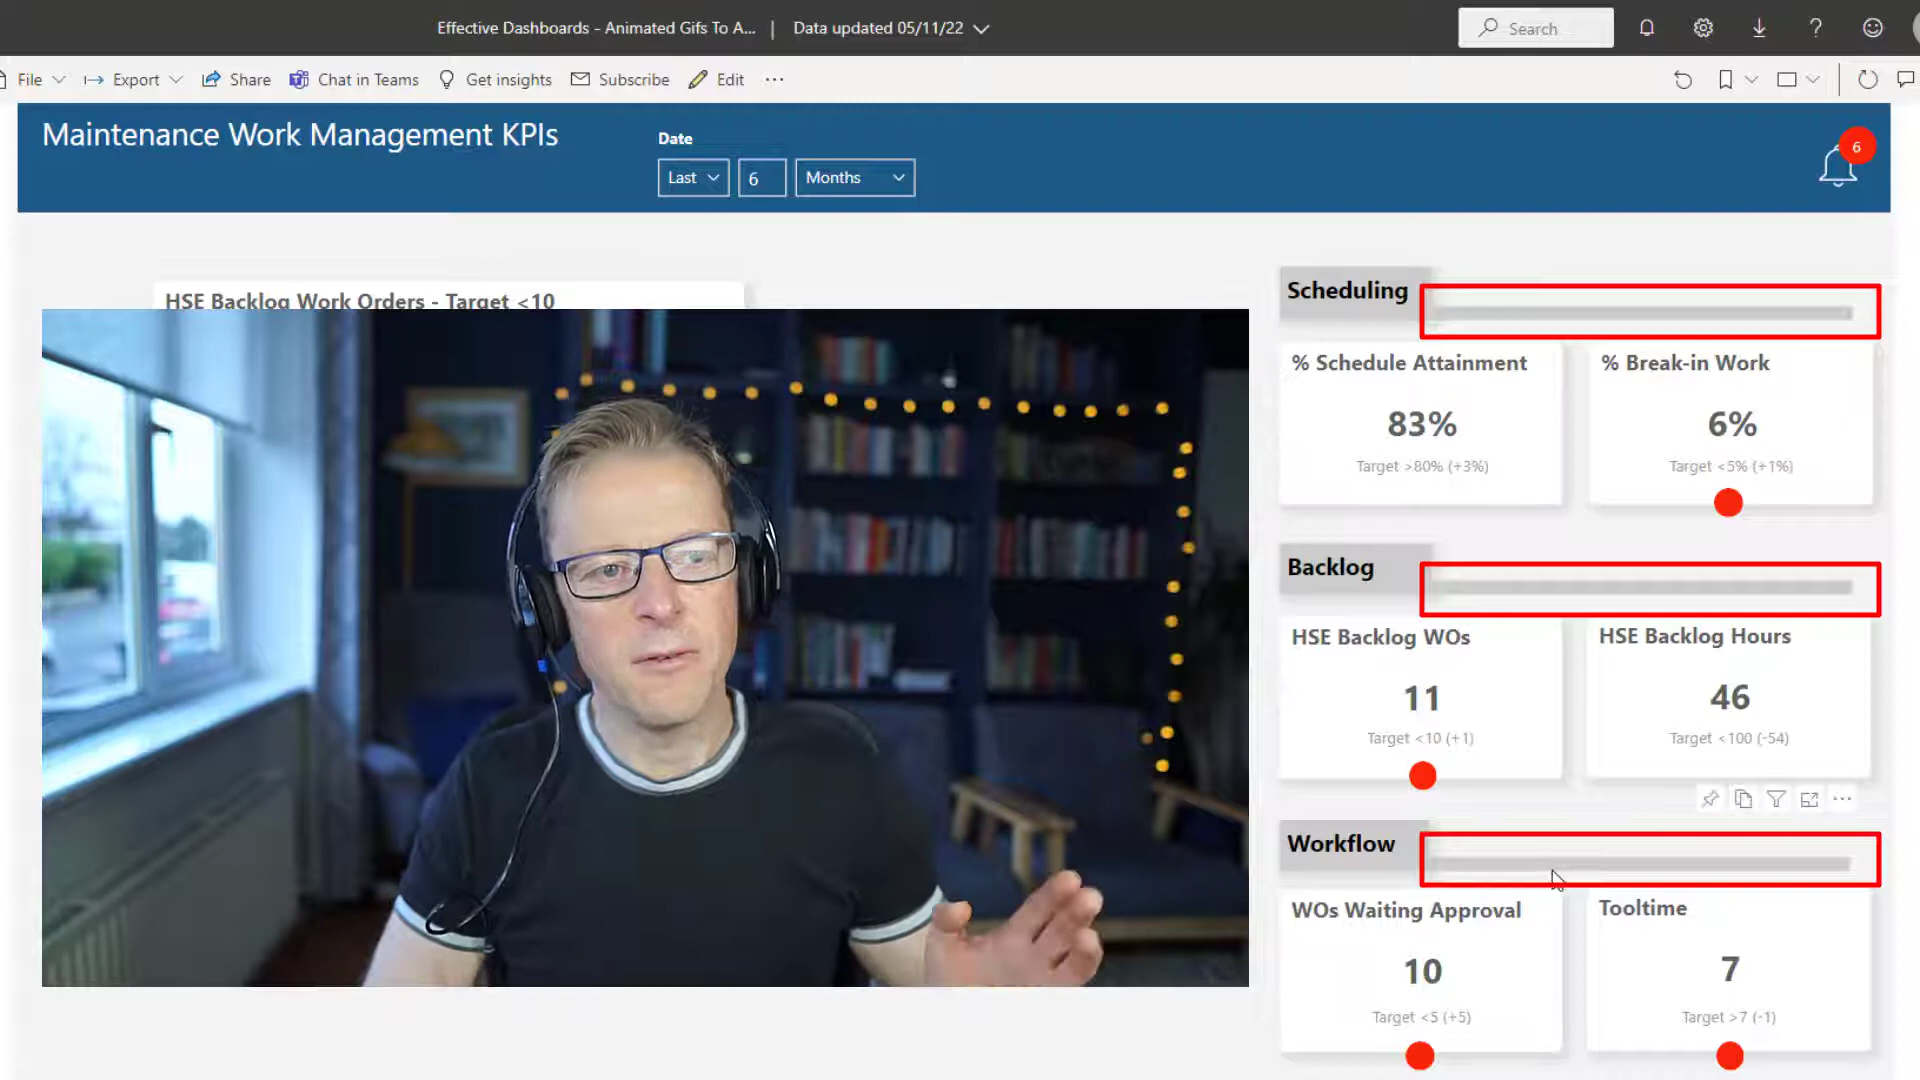 Effective Dashboards - Animated Gifs To A... | Data updated 05/11/22
Search
File
Export
Share
Chat in Teams
Get insights
Subscribe
Edit
Maintenance Work Management KPIs
Date
Last
6
Months
6
HSE Backlog Work Orders - Target <10
Scheduling
% Schedule Attainment
83%
Target >80% (+3%)
% Break-in Work
6%
Target <5% (+1%)
Backlog
HSE Backlog WOs
11
Target <10 (+1)
HSE Backlog Hours
46
Target <100 (-54)
Workflow
WOs Waiting Approval
10
Target <5 (+5)
Tooltime
7
Target >7 (-1)